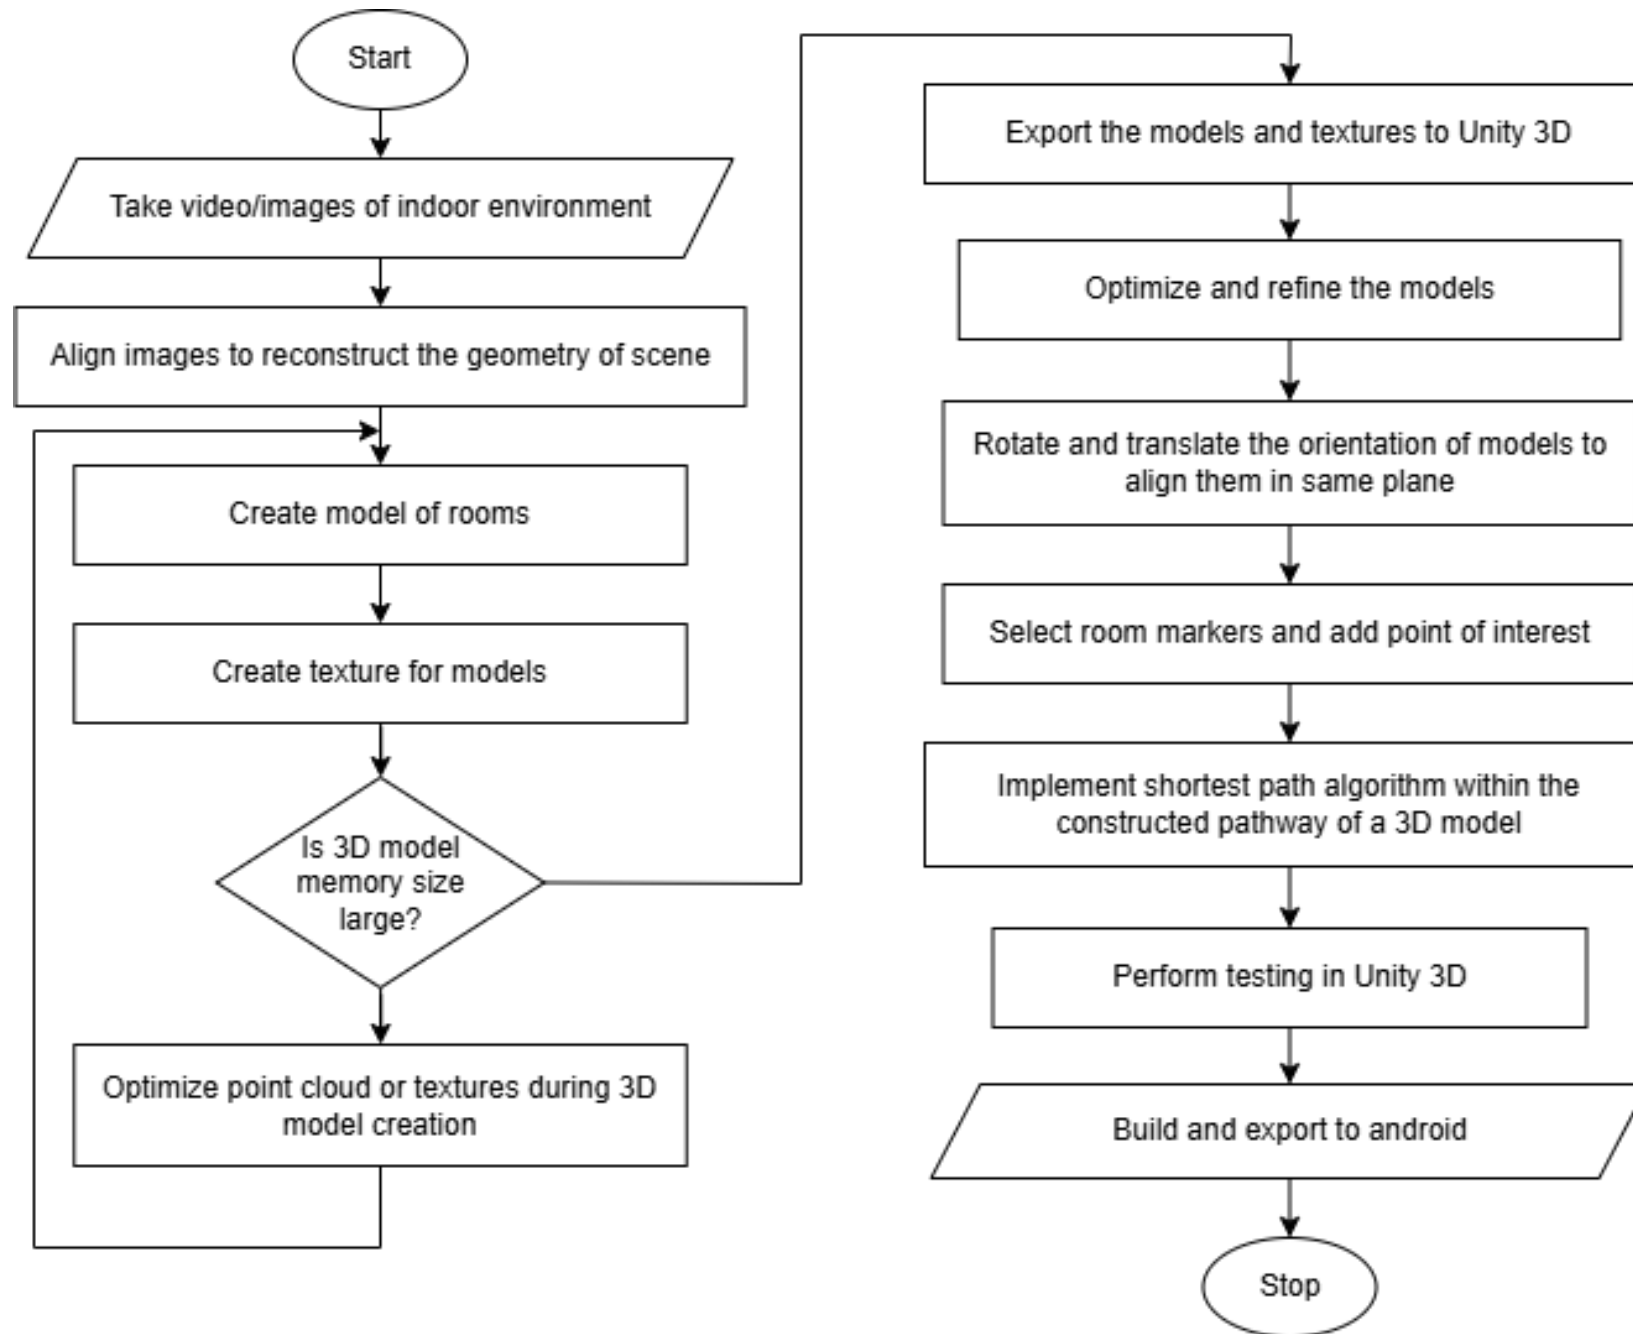 Start
Take video/images of indoor environment
Align images to reconstruct the geometry of scene
Create model of rooms
Create texture for models
Is 3D model
memory size
large?
Optimize point cloud or textures during 3D
model creation
Export the models and textures to Unity 3D
Optimize and refine the models
Rotate and translate the orientation of models to
align them in same plane
Select room markers and add point of interest
Implement shortest path algorithm within the
constructed pathway of a 3D model
Perform testing in Unity 3D
Build and export to android
Stop